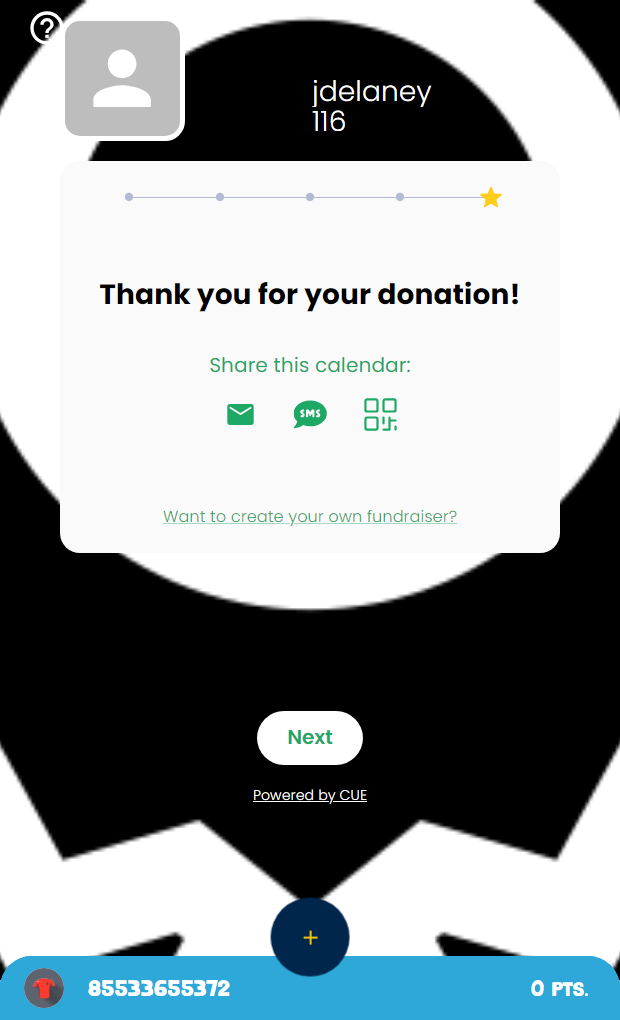 jdelaney
116
Thank you for your donation!
Share this calendar:
SMS
Want to create your own fundraiser?
Next
Powered by CUE
85533655372
0 PTS.